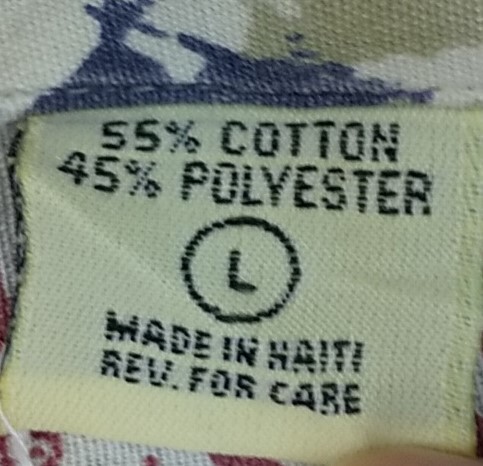 55% COTTON
45% POLYESTER
L
MADE IN HAITI
REV. FOR CARE